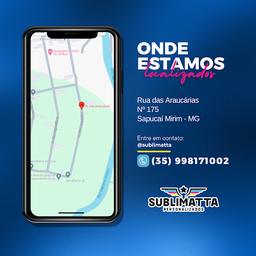 ONDE
ESTAMOS
localizados
Rua das Araucárias
Nº 175
Sapucaí Mirim - MG
Entre em contato:
@sublimatta
(35) 998171002
SUBLIMATTA
PERSONALIZADOS